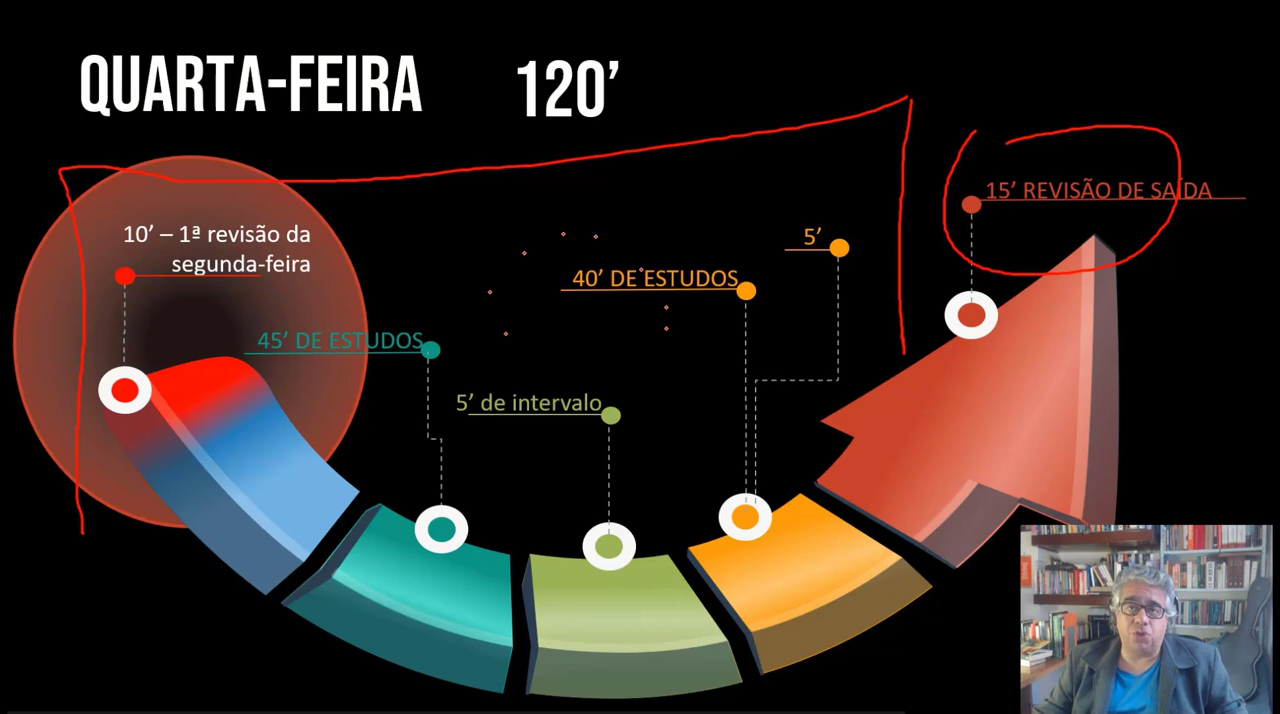 QUARTA-FEIRA 120’
10’ – 1ª revisão da
segunda-feira
45’ DE ESTUDOS
5’ de intervalo
40’ DE ESTUDOS
5’
15’ REVISÃO DE SAÍDA